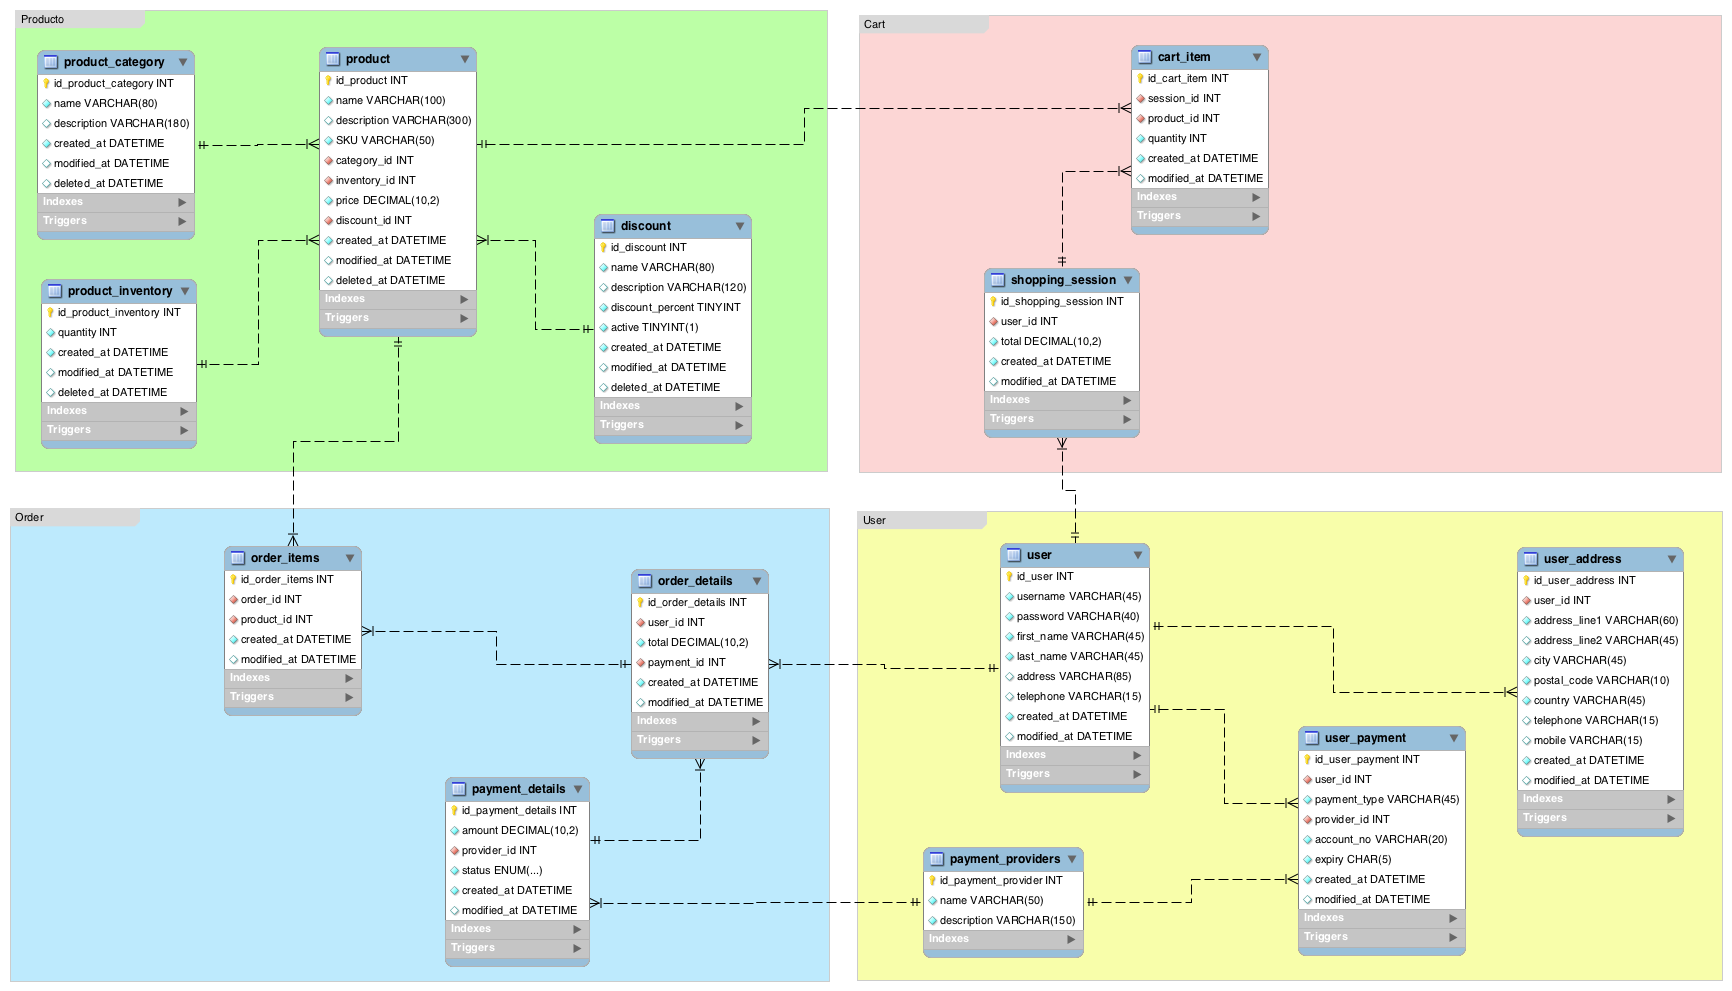 Producto
product_category
id_product_category INT
name VARCHAR(80)
description VARCHAR(180)
created_at DATETIME
modified_at DATETIME
deleted_at DATETIME
Indexes
Triggers
product
id_product INT
name VARCHAR(100)
description VARCHAR(300)
SKU VARCHAR(50)
category_id INT
inventory_id INT
price DECIMAL(10,2)
discount_id INT
created_at DATETIME
modified_at DATETIME
deleted_at DATETIME
Indexes
Triggers
product_inventory
id_product_inventory INT
quantity INT
created_at DATETIME
modified_at DATETIME
deleted_at DATETIME
Indexes
Triggers
discount
id_discount INT
name VARCHAR(80)
description VARCHAR(120)
discount_percent TINYINT
active TINYINT(1)
created_at DATETIME
modified_at DATETIME
deleted_at DATETIME
Indexes
Triggers
Cart
cart_item
id_cart_item INT
session_id INT
product_id INT
quantity INT
created_at DATETIME
modified_at DATETIME
Indexes
Triggers
shopping_session
id_shopping_session INT
user_id INT
total DECIMAL(10,2)
created_at DATETIME
modified_at DATETIME
Indexes
Triggers
Order
order_items
id_order_items INT
order_id INT
product_id INT
created_at DATETIME
modified_at DATETIME
Indexes
Triggers
order_details
id_order_details INT
user_id INT
total DECIMAL(10,2)
payment_id INT
created_at DATETIME
modified_at DATETIME
Indexes
Triggers
payment_details
id_payment_details INT
amount DECIMAL(10,2)
provider_id INT
status ENUM(...)
created_at DATETIME
modified_at DATETIME
Indexes
Triggers
User
user
id_user INT
username VARCHAR(45)
password VARCHAR(40)
first_name VARCHAR(45)
last_name VARCHAR(45)
address VARCHAR(85)
telephone VARCHAR(15)
created_at DATETIME
modified_at DATETIME
Indexes
Triggers
user_address
id_user_address INT
user_id INT
address_line1 VARCHAR(60)
address_line2 VARCHAR(45)
city VARCHAR(45)
postal_code VARCHAR(10)
country VARCHAR(45)
telephone VARCHAR(15)
mobile VARCHAR(15)
created_at DATETIME
modified_at DATETIME
Indexes
Triggers
user_payment
id_user_payment INT
user_id INT
payment_type VARCHAR(45)
provider_id INT
account_no VARCHAR(20)
expiry CHAR(5)
created_at DATETIME
modified_at DATETIME
Indexes
Triggers
payment_providers
id_payment_provider INT
name VARCHAR(50)
description VARCHAR(150)
Indexes